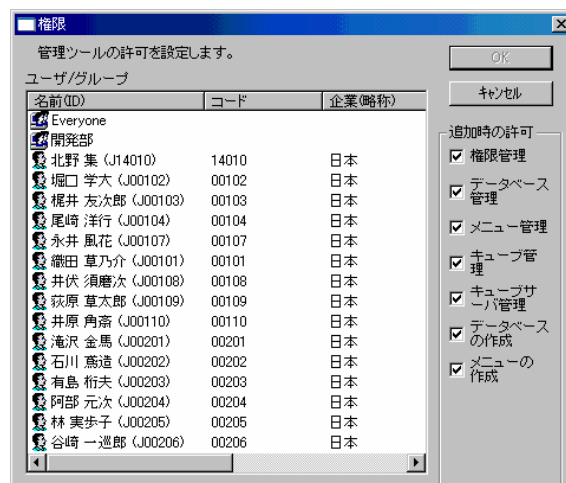 権限
管理ツールの許可を設定します。
OK
キャンセル
ユーザ/グループ
名前(ID) コード 企業(略称)
Everyone
開発部
北野 集 (J14010) 14010 日本
堀口 学大 (J00102) 00102 日本
梶井 友次郎 (J00103) 00103 日本
尾崎 洋行 (J00104) 00104 日本
永井 風花 (J00107) 00107 日本
織田 草乃介 (J00101) 00101 日本
井伏 須磨次 (J00108) 00108 日本
荻原 草太郎 (J00109) 00109 日本
井原 角斎 (J00110) 00110 日本
滝沢 金馬 (J00201) 00201 日本
石川 蔦造 (J00202) 00202 日本
有島 桁夫 (J00203) 00203 日本
阿部 元次 (J00204) 00204 日本
林 実歩子 (J00205) 00205 日本
谷崎 一巡郎 (J00206) 00206 日本
追加時の許可
権限管理
データベース
管理
メニュー管理
キューブ管
理
キューブサ
ーバ管理
データベース
の作成
メニューの
作成